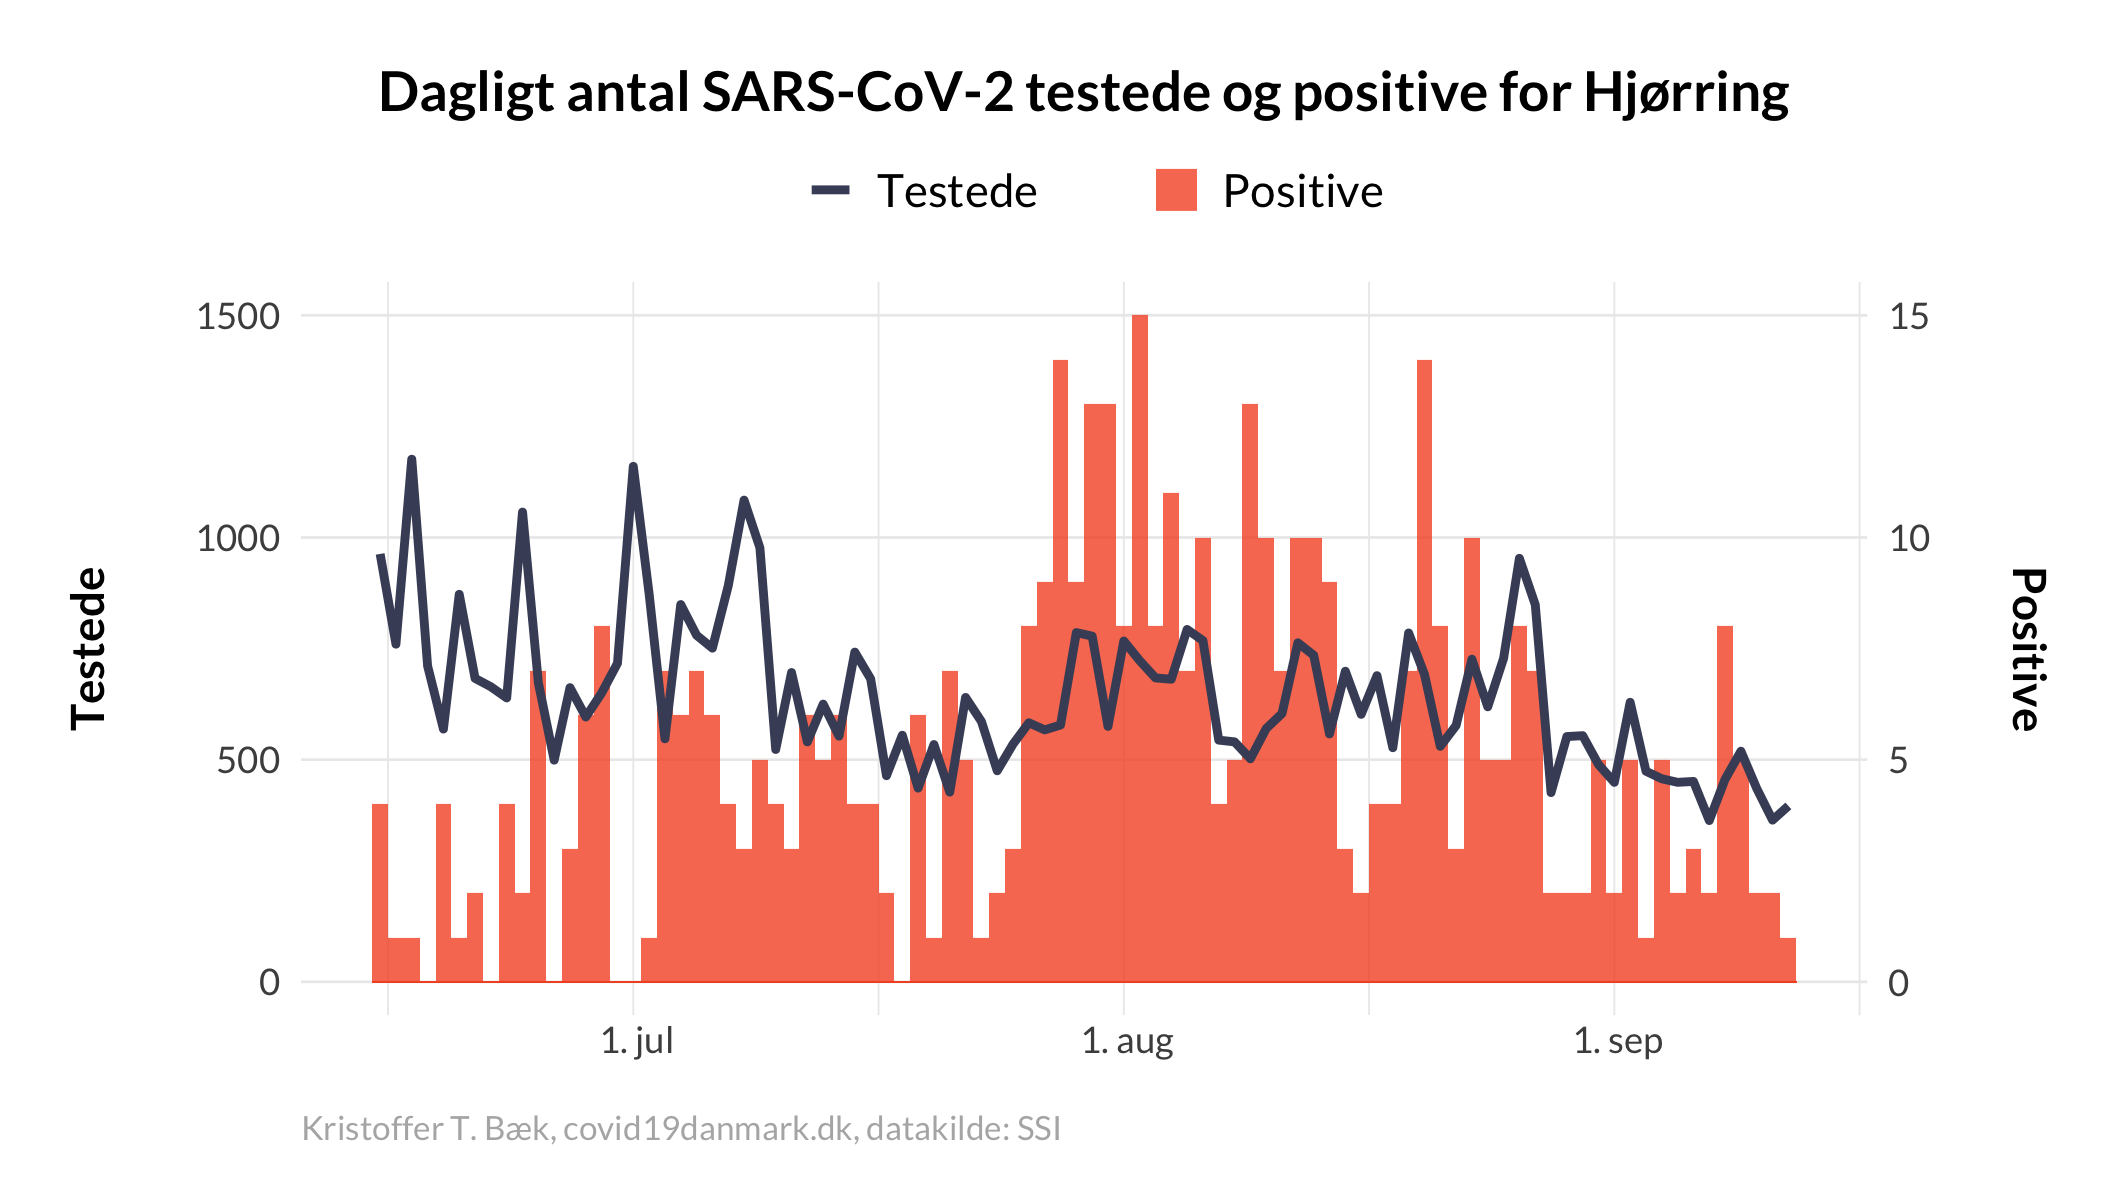 Dagligt antal SARS-CoV-2 testede og positive for Hjørring
Testede Positive
1500 15
1000 10
500 5
0 0
Testede
Positive
1. jul 1. aug 1. sep
Kristoffer T. Bæk, covid19danmark.dk, datakilde: SSI